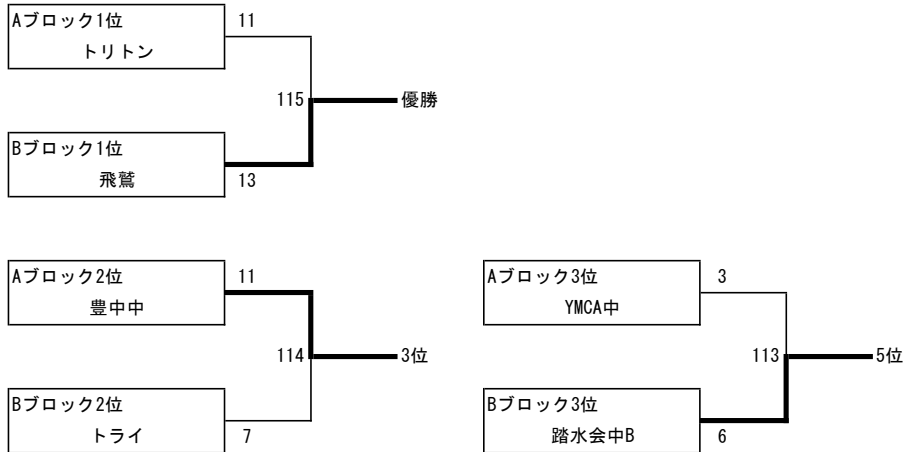 Aブロック1位
トリトン
11
115
優勝
Bブロック1位
飛鷲
13
Aブロック2位
豊中中
11
114
3位
Bブロック2位
トライ
7
Aブロック3位
YMCA中
3
113
5位
Bブロック3位
踏水会中B
6